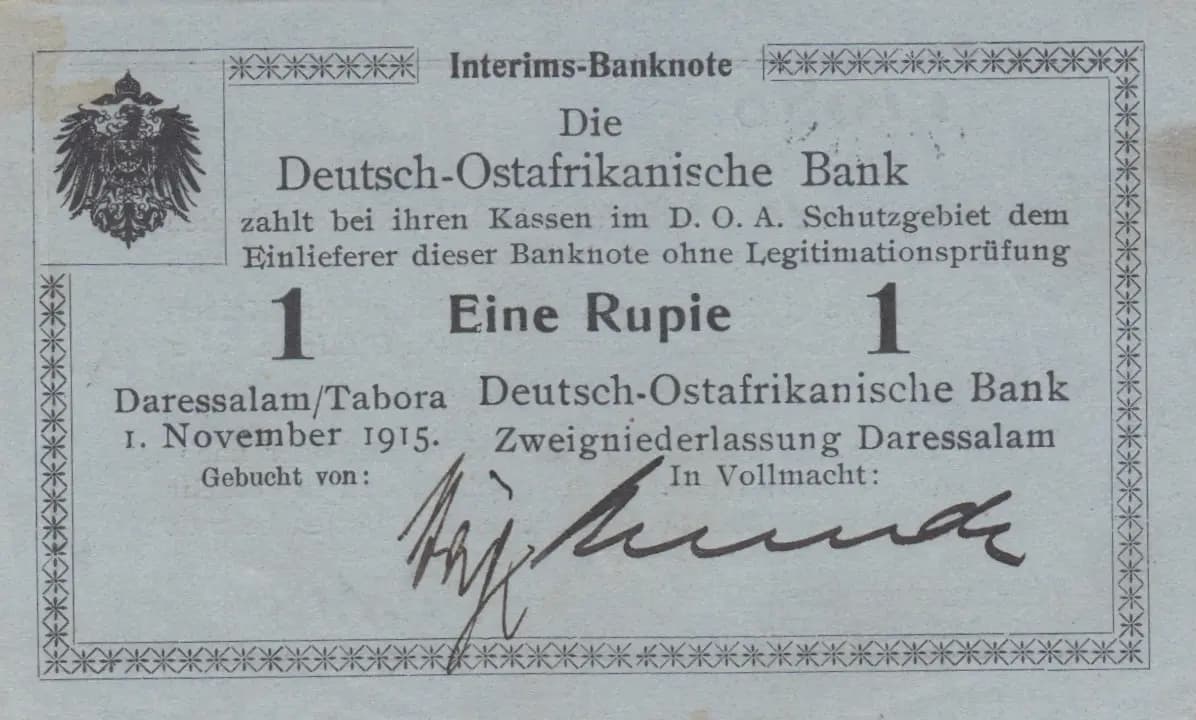 Interims-Banknote
Die
Deutsch-Ostafrikanische Bank
zahlt bei ihren Kassen im D. O. A. Schutzgebiet dem
Einlieferer dieser Banknote ohne Legitimationsprüfung
1 Eine Rupie 1
Daressalam/Tabora
1. November 1915.
Gebucht von:
Deutsch-Ostafrikanische Bank
Zweigniederlassung Daressalam
In Vollmacht: